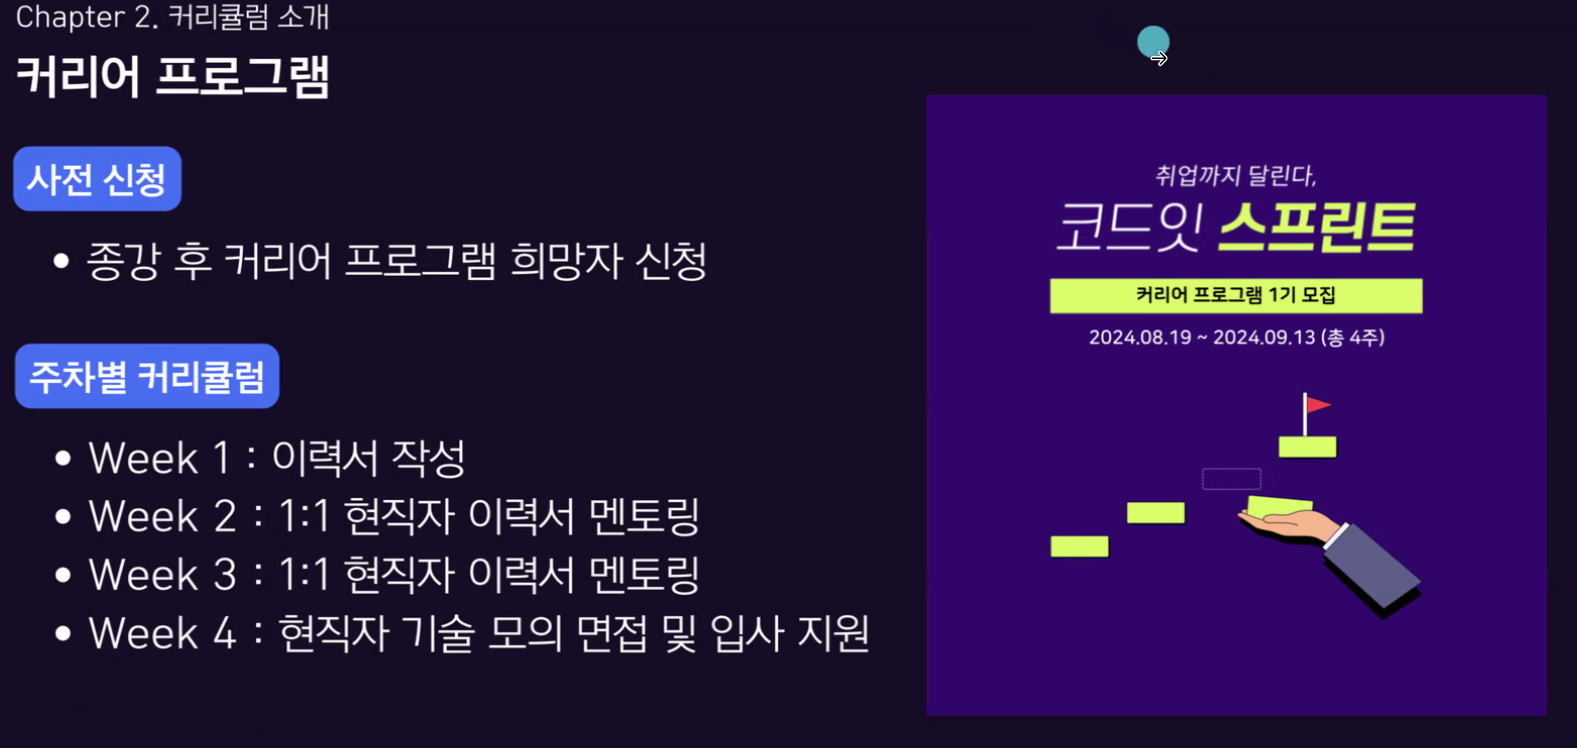 Chapter 2. 커리큘럼 소개
커리어 프로그램
사전 신청
• 종강 후 커리어 프로그램 희망자 신청
주차별 커리큘럼
• Week 1 : 이력서 작성
• Week 2 : 1:1 현직자 이력서 멘토링
• Week 3 : 1:1 현직자 이력서 멘토링
• Week 4 : 현직자 기술 모의 면접 및 입사 지원
취업까지 달린다,
코드잇 스프린트
커리어 프로그램 1기 모집
2024.08.19 ~ 2024.09.13 (총 4주)